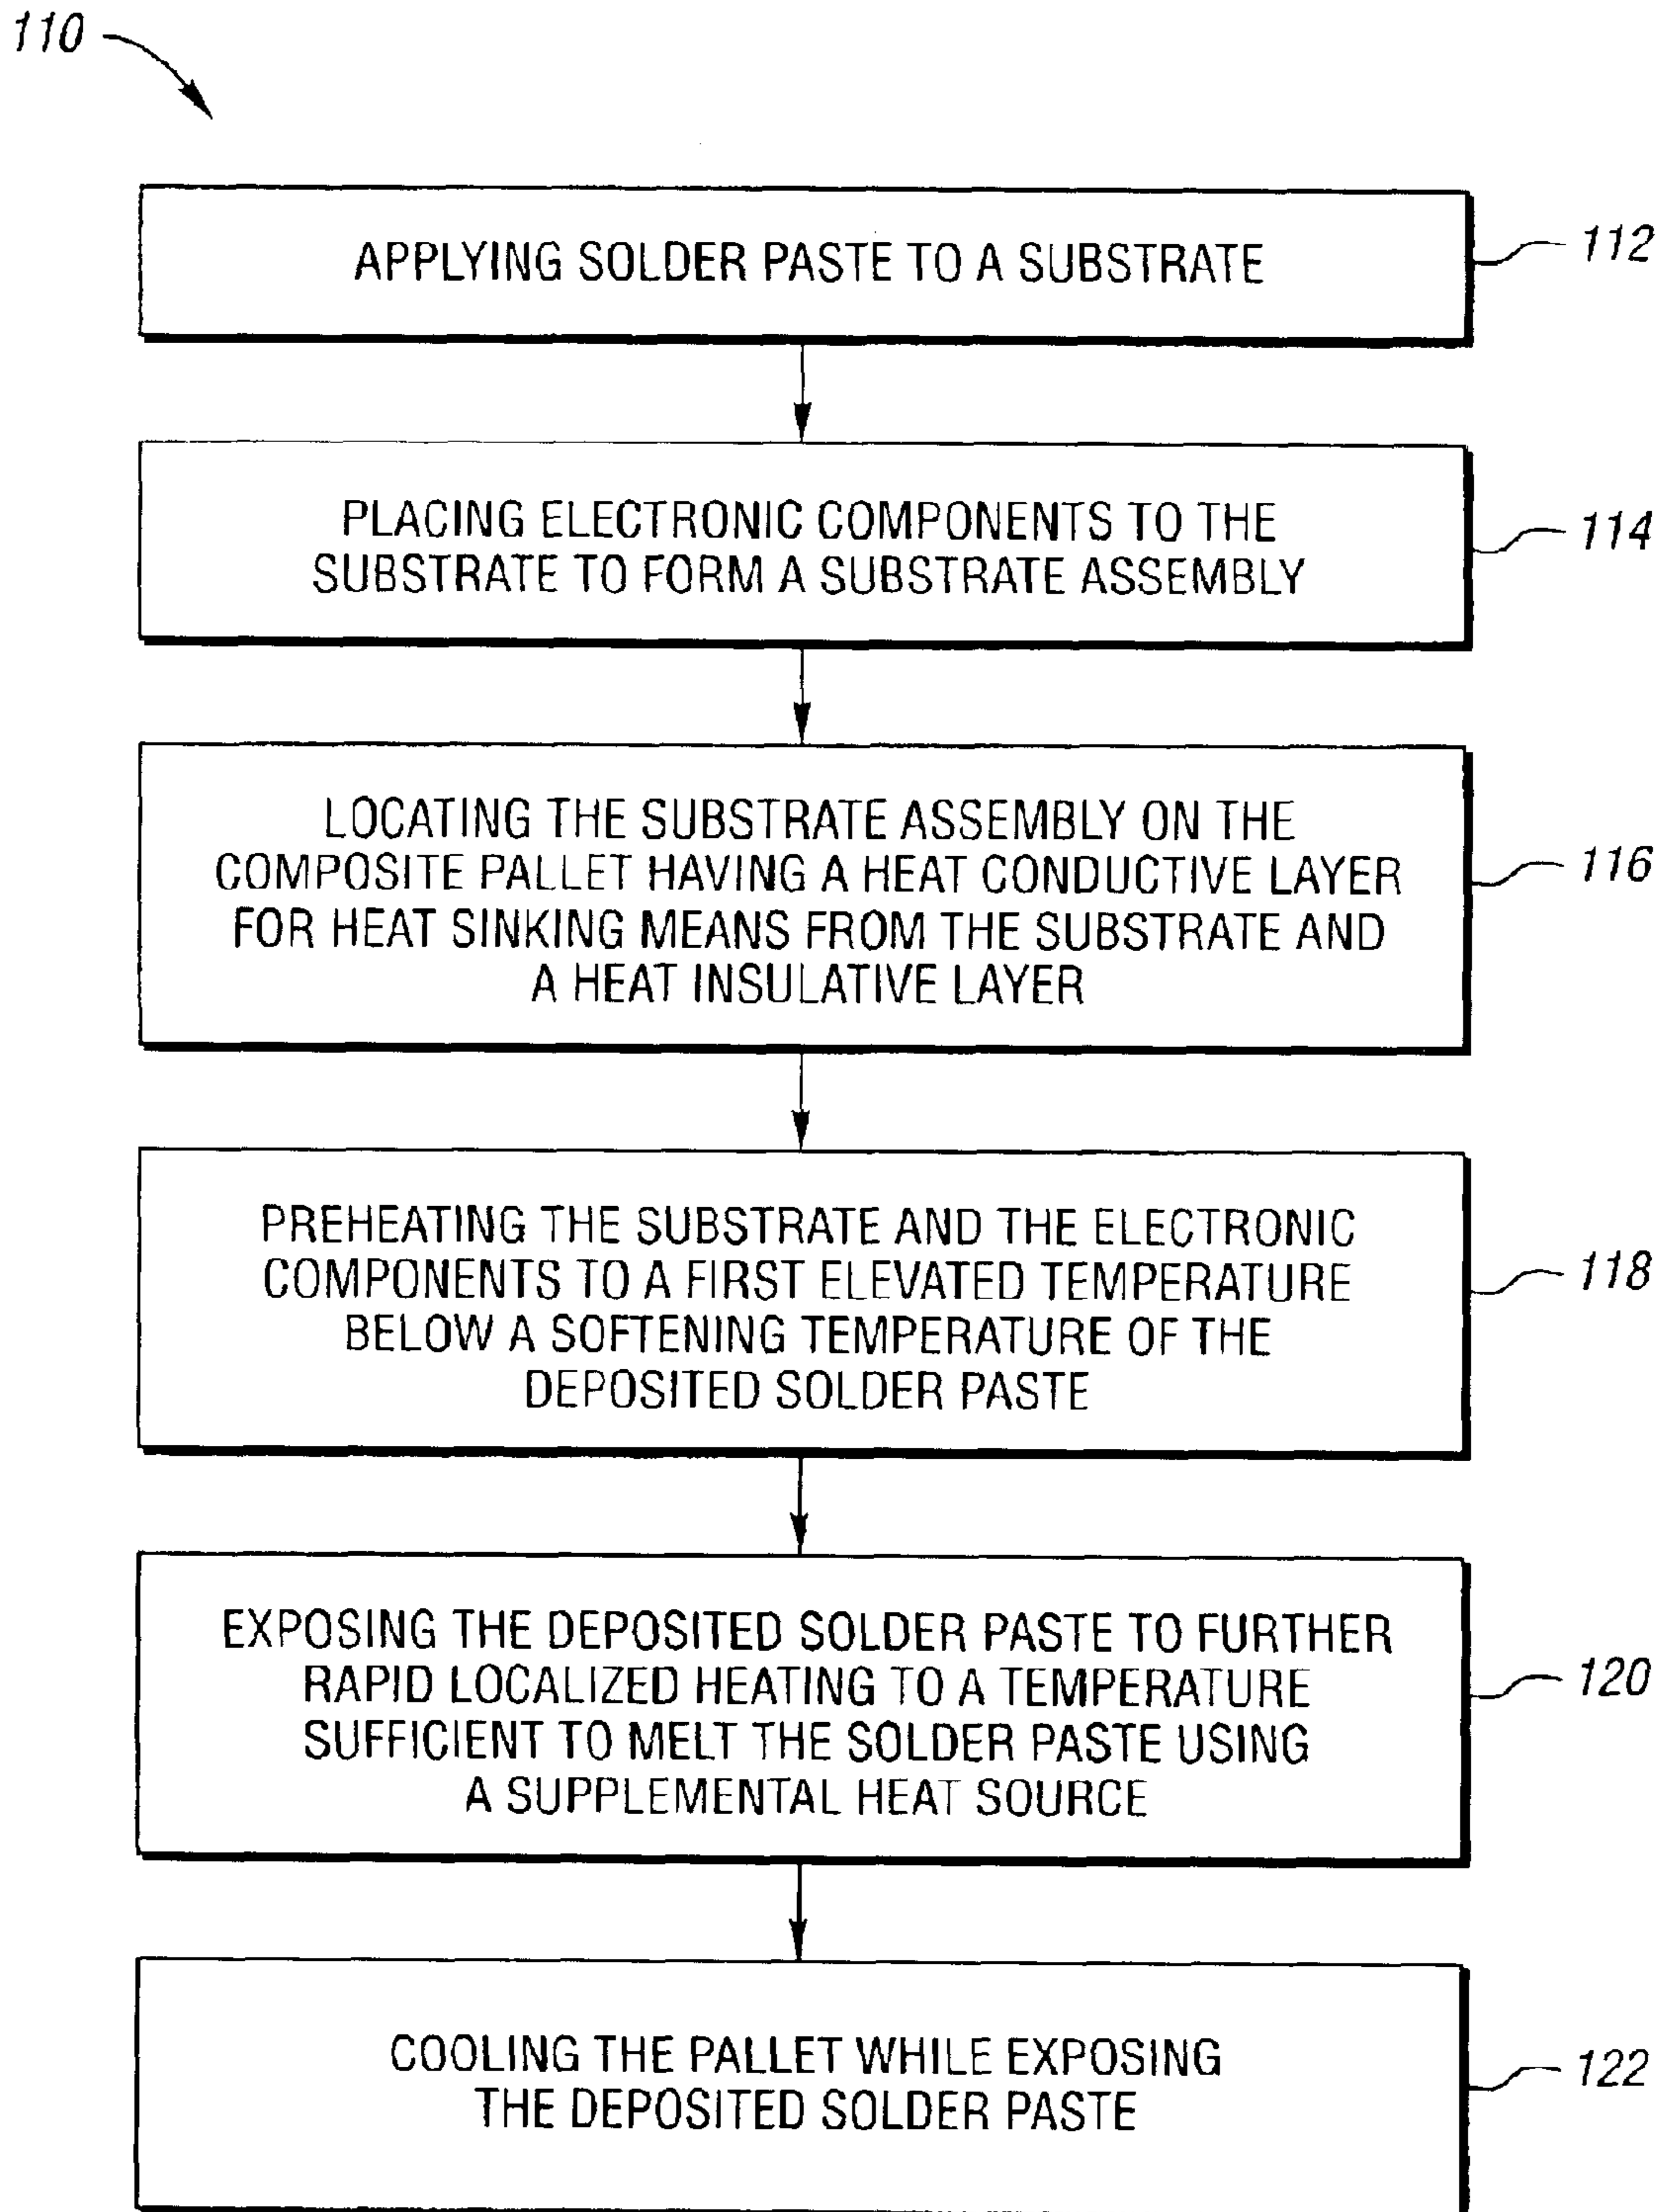 110
APPLYING SOLDER PASTE TO A SUBSTRATE
112
PLACING ELECTRONIC COMPONENTS TO THE
SUBSTRATE TO FORM A SUBSTRATE ASSEMBLY
114
LOCATING THE SUBSTRATE ASSEMBLY ON THE
COMPOSITE PALLET HAVING A HEAT CONDUCTIVE LAYER
FOR HEAT SINKING MEANS FROM THE SUBSTRATE AND
A HEAT INSULATIVE LAYER
116
PREHEATING THE SUBSTRATE AND THE ELECTRONIC
COMPONENTS TO A FIRST ELEVATED TEMPERATURE
BELOW A SOFTENING TEMPERATURE OF THE
DEPOSITED SOLDER PASTE
118
EXPOSING THE DEPOSITED SOLDER PASTE TO FURTHER
RAPID LOCALIZED HEATING TO A TEMPERATURE
SUFFICIENT TO MELT THE SOLDER PASTE USING
A SUPPLEMENTAL HEAT SOURCE
120
COOLING THE PALLET WHILE EXPOSING
THE DEPOSITED SOLDER PASTE
122